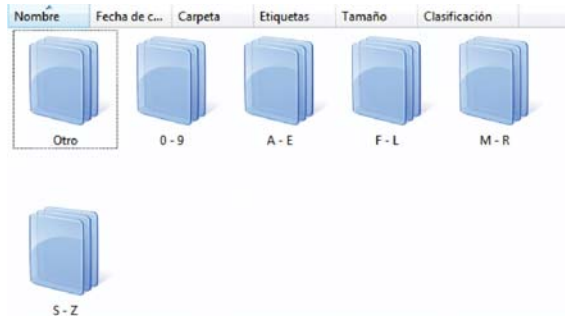 Nombre Fecha de c... Carpeta Etiquetas Tamaño Clasificación
Otro 0 - 9 A - E F - L M - R
S - Z